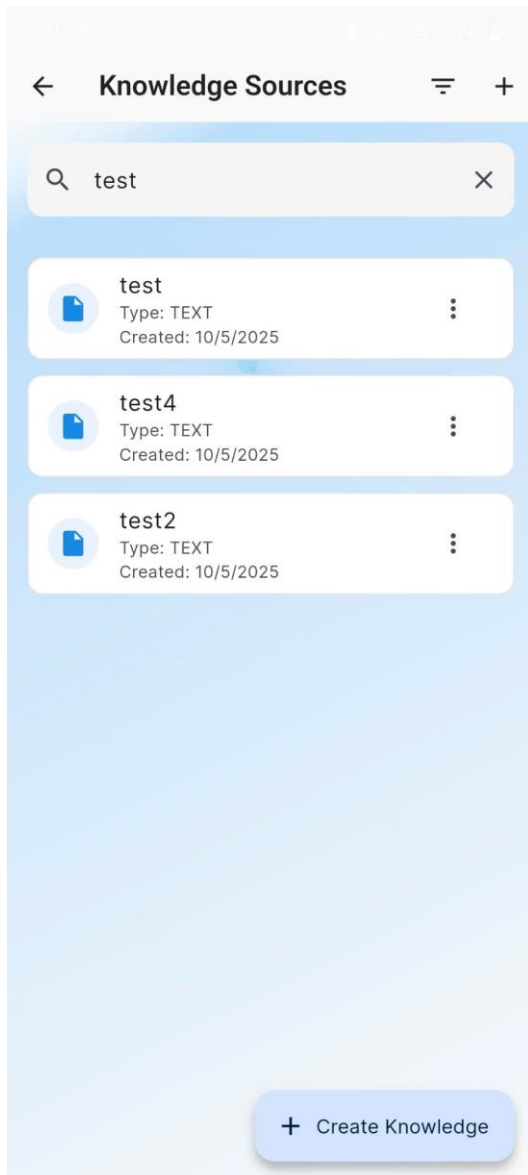 Knowledge Sources
test
test
Type: TEXT
Created: 10/5/2025
test4
Type: TEXT
Created: 10/5/2025
test2
Type: TEXT
Created: 10/5/2025
+ Create Knowledge